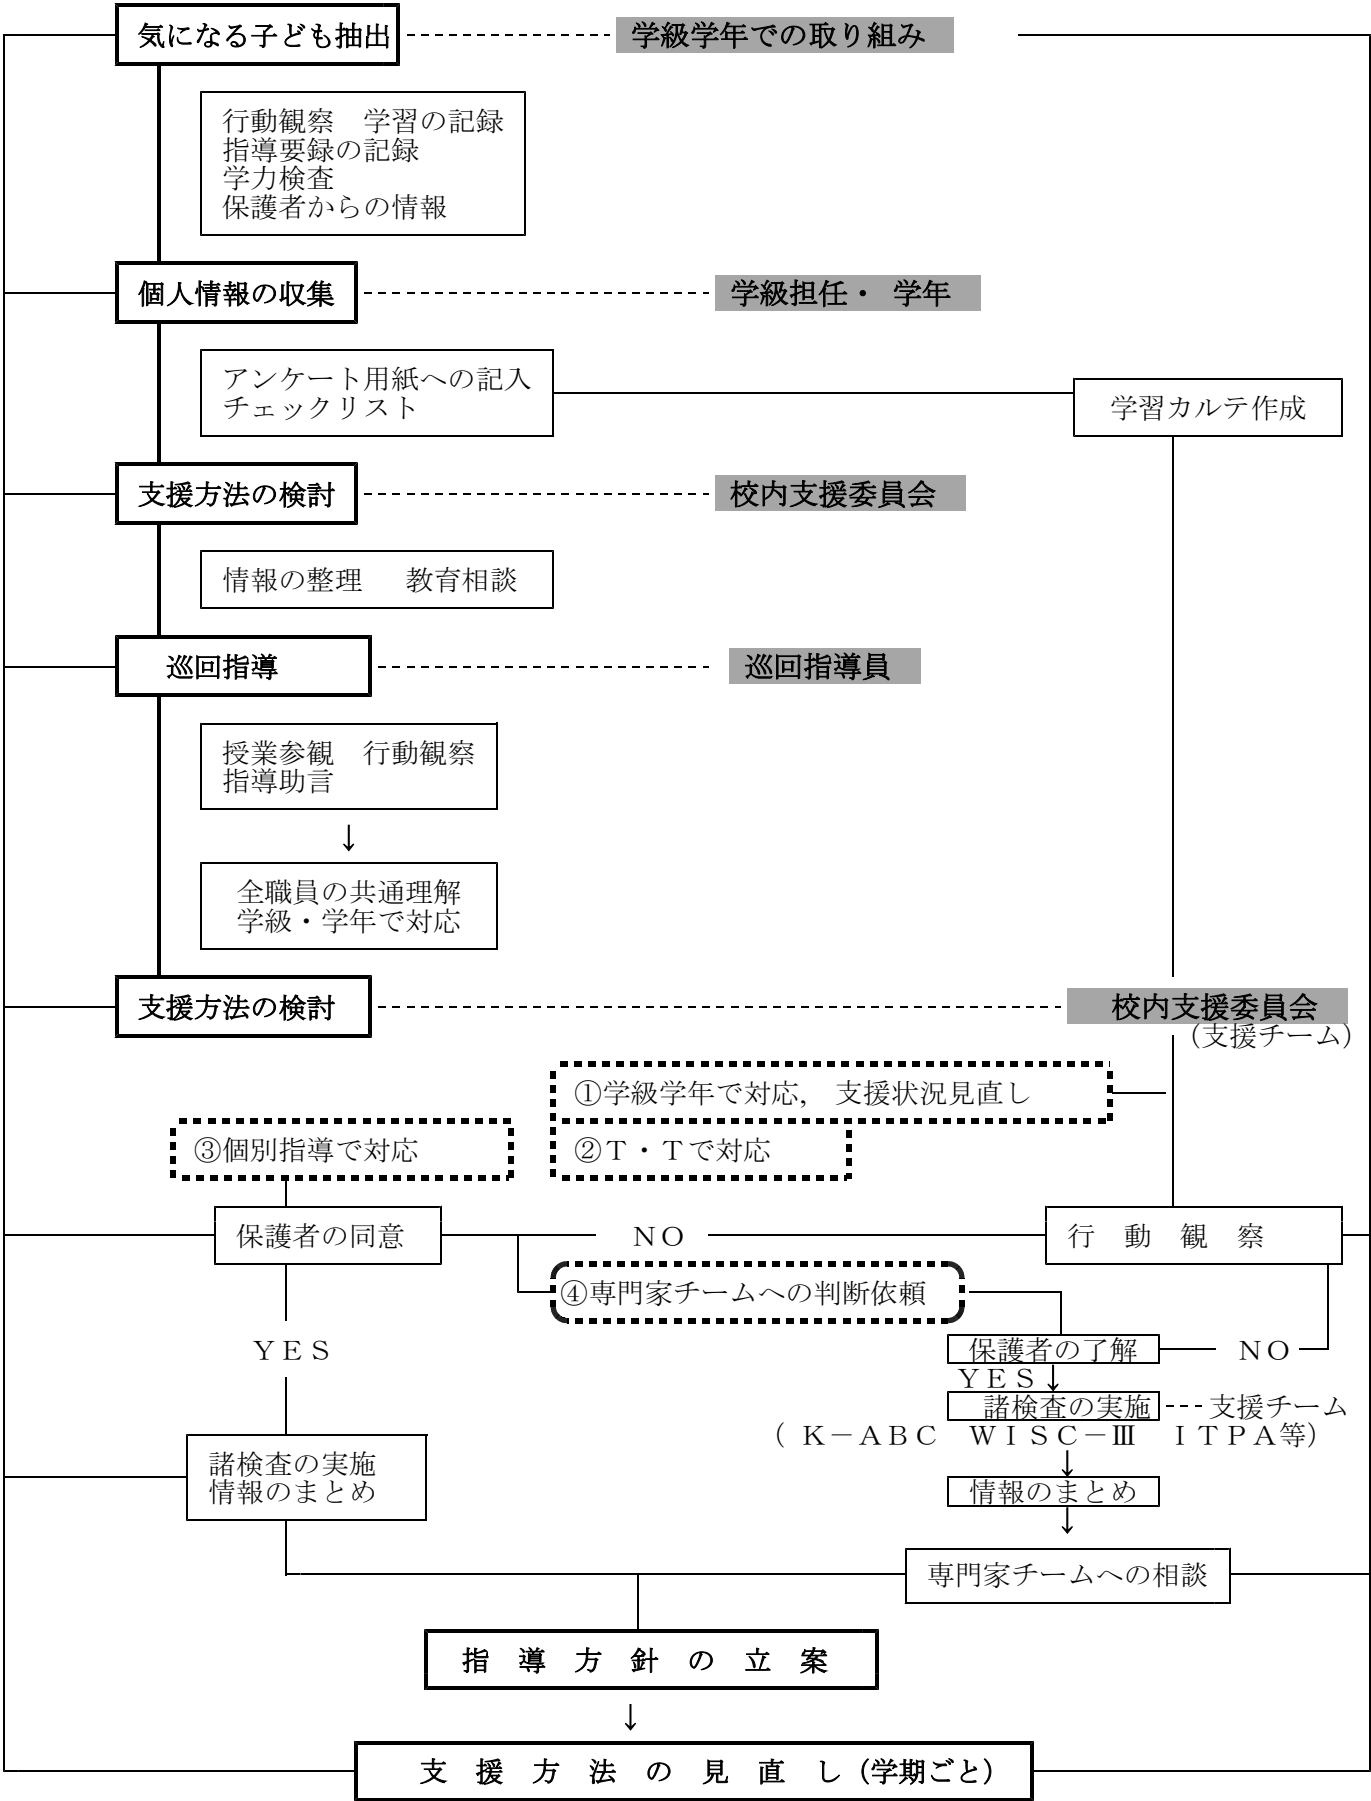 気になる子ども抽出
学級学年での取り組み
行動観察　学習の記録
指導要録の記録
学力検査
保護者からの情報
個人情報の収集
学級担任・ 学年
アンケート用紙への記入
チェックリスト
学習カルテ作成
支援方法の検討
校内支援委員会
情報の整理　教育相談
巡回指導
巡回指導員
授業参観　行動観察
指導助言
↓
全職員の共通理解
学級・学年で対応
支援方法の検討
校内支援委員会
（支援チーム）
①学級学年で対応,　支援状況見直し
③個別指導で対応
②Ｔ・Ｔで対応
保護者の同意
ＮＯ
行　動　観　察
④専門家チームへの判断依頼
ＹＥＳ
保護者の了解
ＮＯ
ＹＥＳ↓
諸検査の実施
支援チーム
（ Ｋ－ＡＢＣ　ＷＩＳＣ－Ⅲ　ＩＴＰＡ等）
↓
諸検査の実施
情報のまとめ
情報のまとめ
↓
専門家チームへの相談
指　導　方　針　の　立　案
↓
支　援　方　法　の　見　直　し（学期ごと）